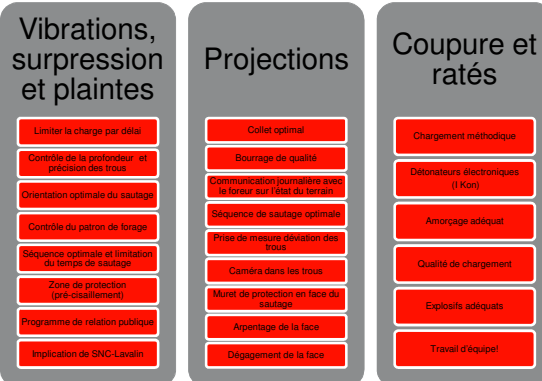 Vibrations,
surpression
et plaintes
Limiter la charge par délai
Contrôle de la profondeur et
précision des trous
Orientation optimale du sautage
Contrôle du patron de forage
Séquence optimale et limitation
du temps de sautage
Zone de protection
(pré-cisaillement)
Programme de relation publique
Implication de SNC-Lavalin
Projections
Collet optimal
Bourrage de qualité
Communication journalière avec
le foreur sur l'état du terrain
Séquence de sautage optimale
Prise de mesure déviation des
trous
Caméra dans les trous
Muret de protection en face du
sautage
Arpentage de la face
Dégagement de la face
Coupure et
ratés
Chargement méthodique
Détonateurs électroniques
(I Kon)
Amorçage adéquat
Qualité de chargement
Explosifs adéquats
Travail d'équipe!